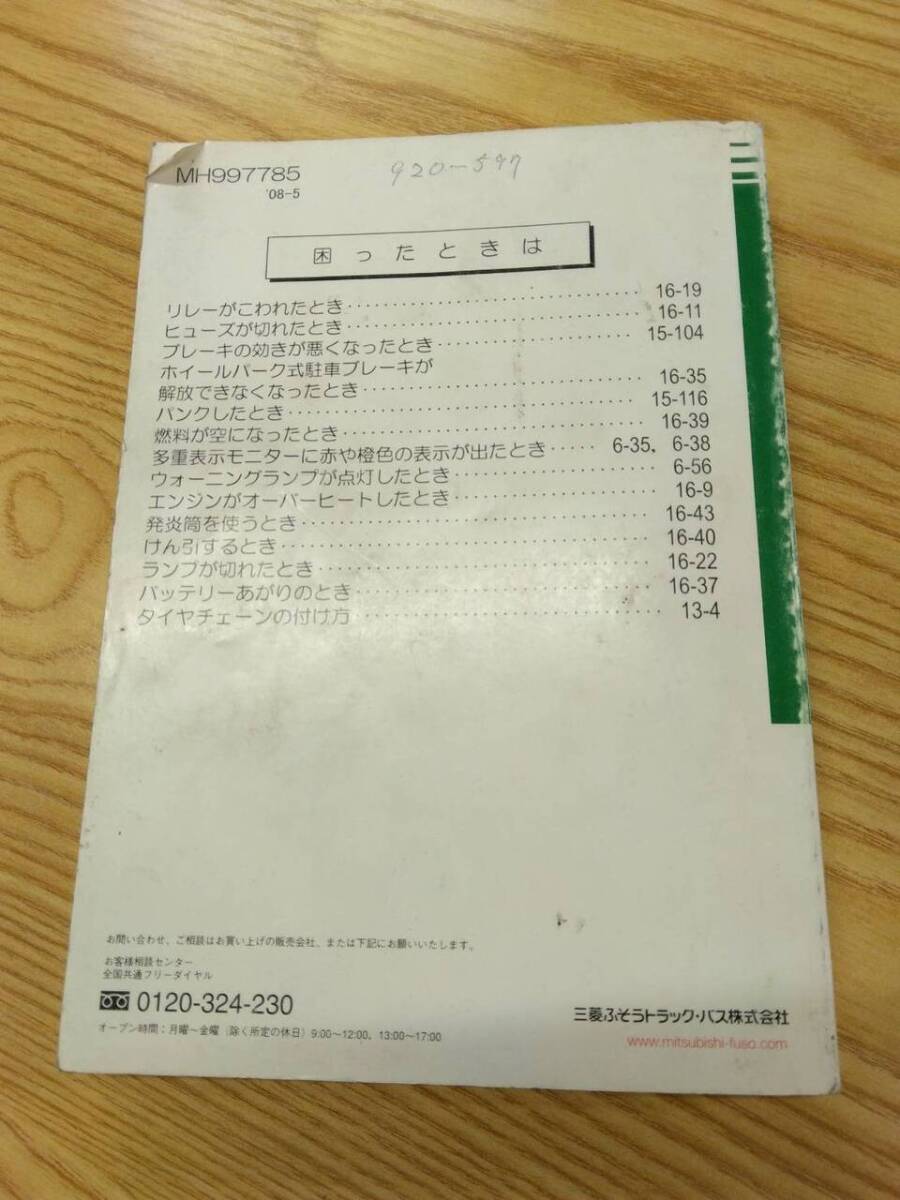 MH997785
'08-5
920-597
困ったときは
リレーがこわれたとき 16-19
ヒューズが切れたとき 16-11
ブレーキの効きが悪くなったとき 15-104
ホイールパーク式駐車ブレーキが
解放できなくなったとき 16-35
パンクしたとき 15-116
燃料が空になったとき 16-39
多重表示モニターに赤や橙色の表示が出たとき 6-35, 6-38
ウォーニングランプが点灯したとき 6-56
エンジンがオーバーヒートしたとき 16-9
発炎筒を使うとき 16-43
けん引するとき 16-40
ランプが切れたとき 16-22
バッテリーあがりのとき 16-37
タイヤチェーンの付け方 13-4
お問い合わせ、ご相談はお買い上げの販売会社、または下記にお願いいたします。
お客様相談センター
全国共通フリーダイヤル
0120-324-230
オープン時間：月曜〜金曜（除く所定の休日）9:00〜12:00, 13:00〜17:00
三菱ふそうトラック・バス株式会社
www.mitsubishi-fuso.com